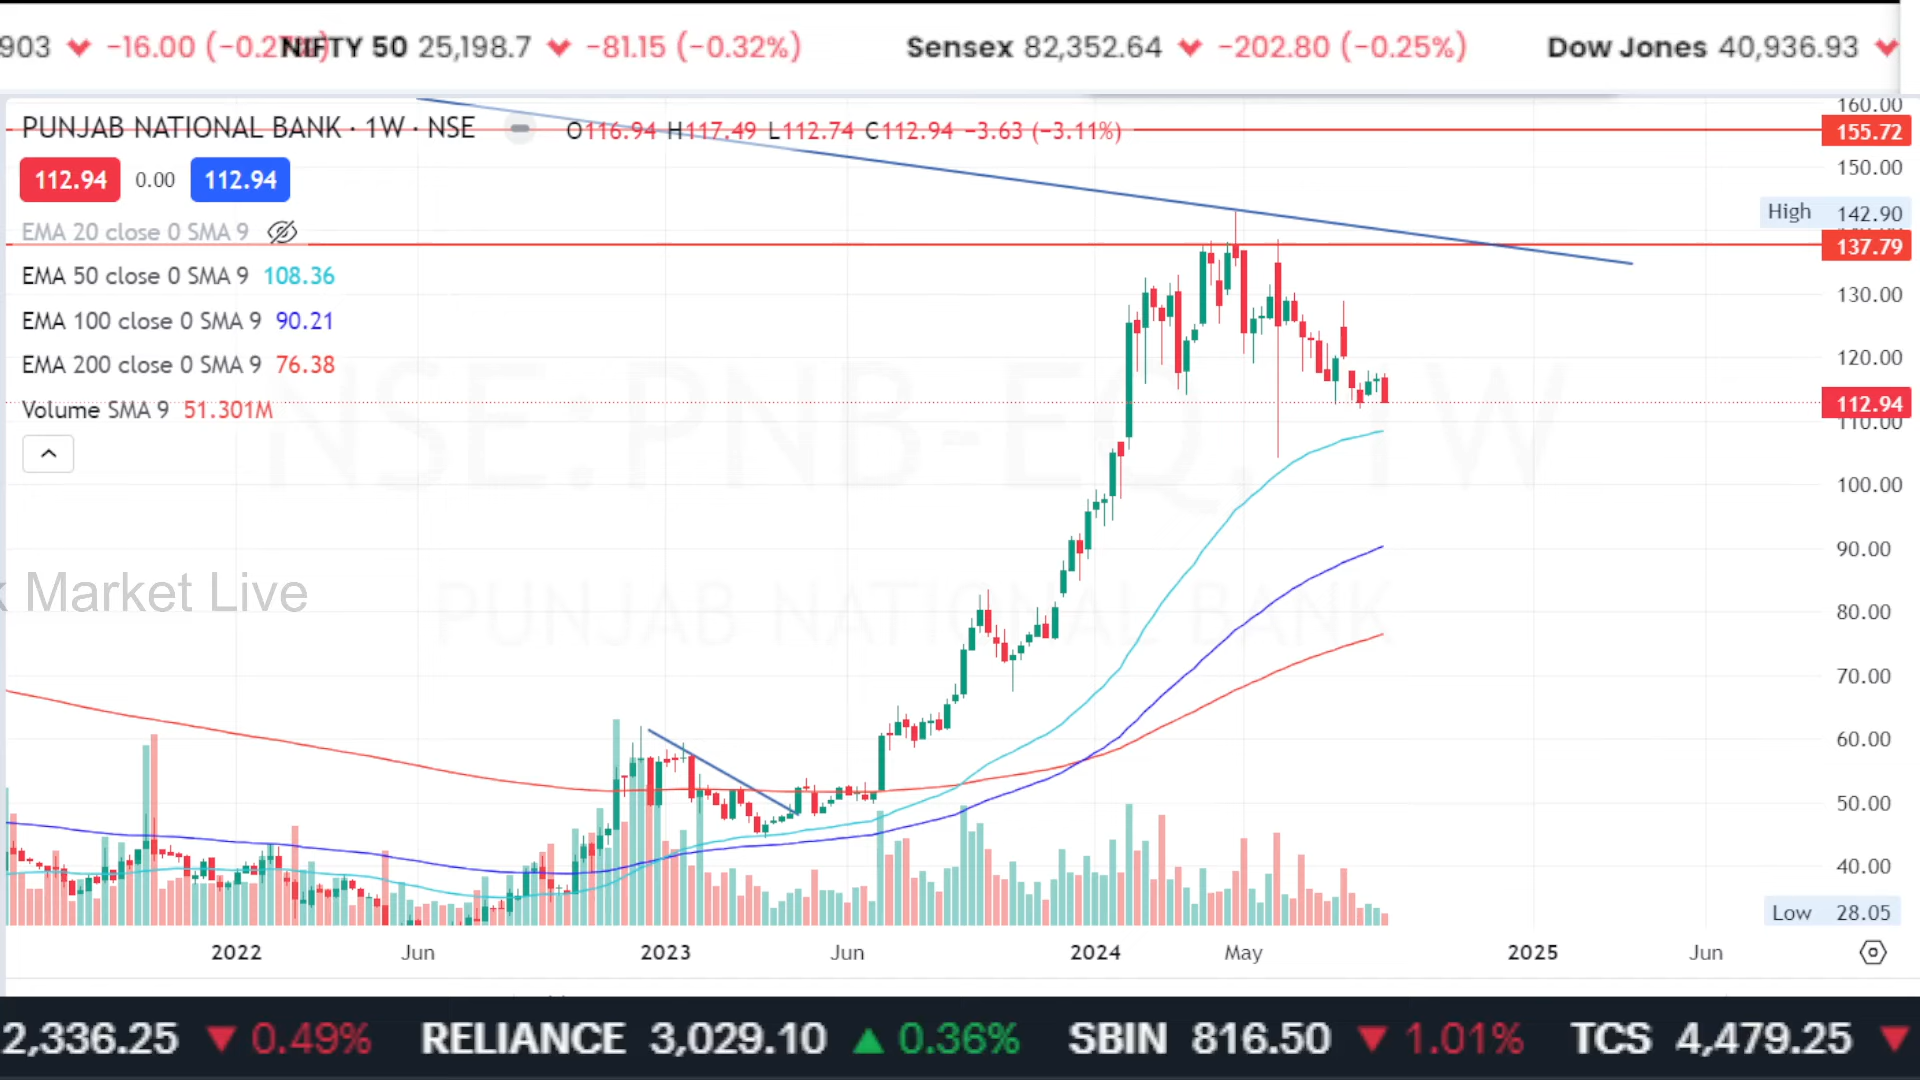 903 -16.00 (-0.2 NIFTY 50 25,198.7 -81.15 (-0.32%) Sensex 82,352.64 -202.80 (-0.25%) Dow Jones 40,936.93
PUNJAB NATIONAL BANK · 1W · NSE O116.94 H117.49 L112.74 C112.94 -3.63 (-3.11%)
112.94 0.00 112.94
EMA 20 close 0 SMA 9
EMA 50 close 0 SMA 9 108.36
EMA 100 close 0 SMA 9 90.21
EMA 200 close 0 SMA 9 76.38
Volume SMA 9 51.301M
160.00
155.72
150.00
High 142.90
137.79
130.00
120.00
112.94
110.00
100.00
90.00
80.00
70.00
60.00
50.00
40.00
Low 28.05
NSE:PNB-EQ, 1W
PUNJAB NATIONAL BANK
k Market Live
2022 Jun 2023 Jun 2024 May 2025 Jun
2,336.25 0.49% RELIANCE 3,029.10 0.36% SBIN 816.50 1.01% TCS 4,479.25